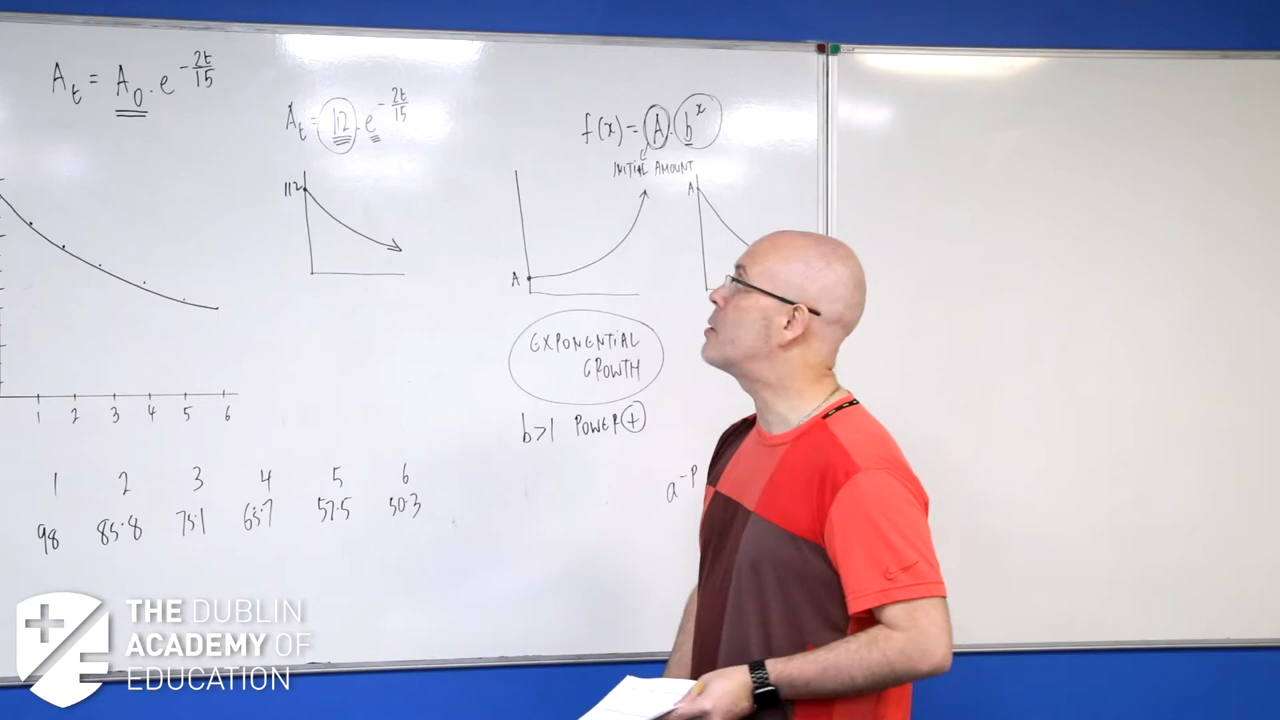 A_t = A_0 . e^{-2t/15}
A_t = 112 . e^{-2t/15}
f(x) = A . b^x
INITIAL AMOUNT
112
A
A
EXPONENTIAL
GROWTH
b>1 POWER +
a^{-P
1 2 3 4 5 6
1 2 3 4 5 6
98 85.8 75.1 65.7 57.5 50.3
THE DUBLIN
ACADEMY OF
EDUCATION